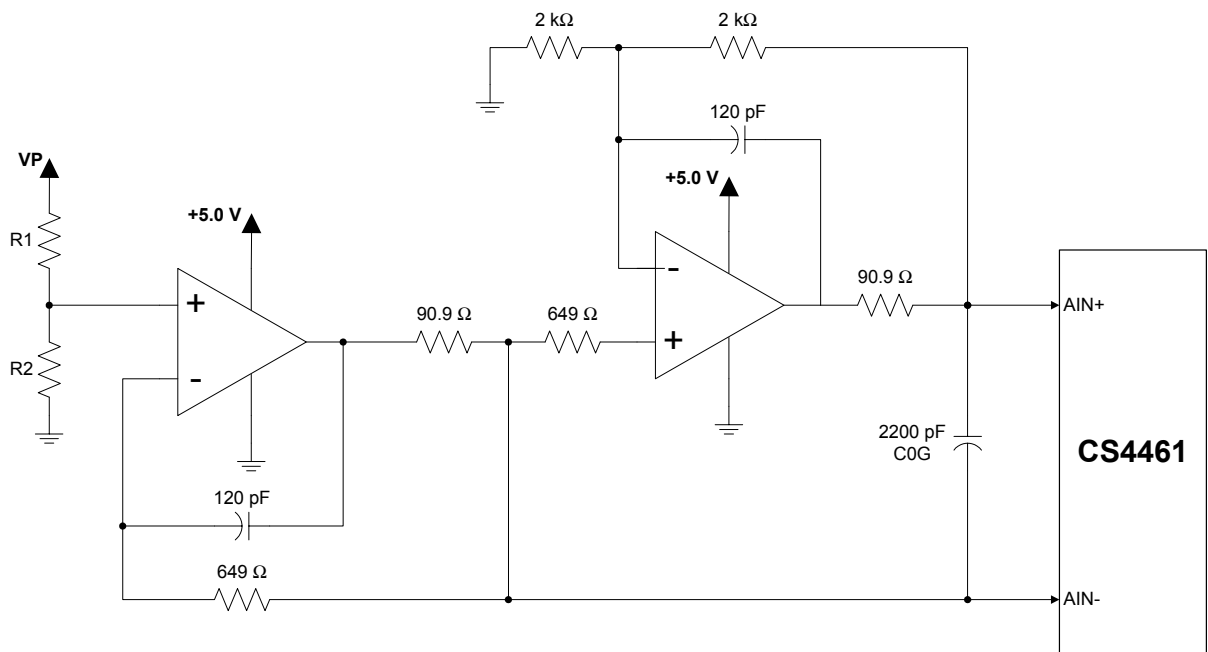 2 kΩ
2 kΩ
120 pF
VP
+5.0 V
+5.0 V
R1
-
90.9 Ω
+
90.9 Ω
649 Ω
AIN+
+
R2
-
2200 pF
C0G
CS4461
120 pF
649 Ω
AIN-